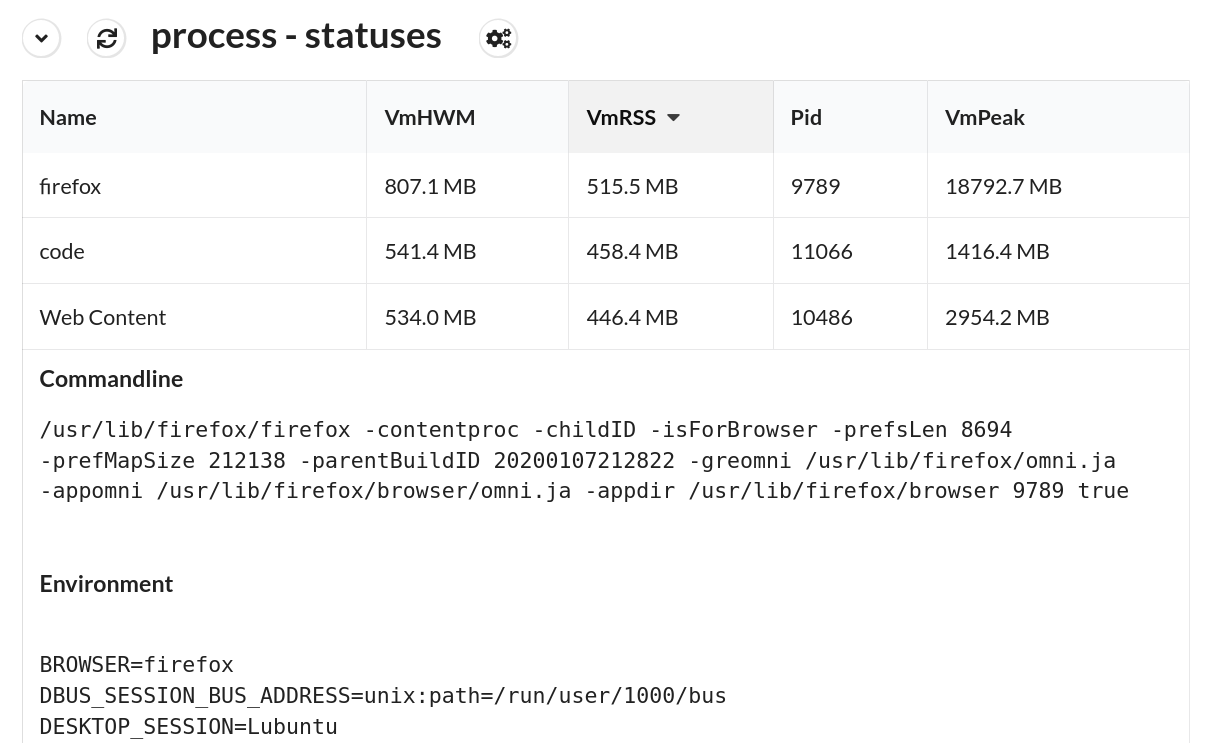 process - statuses
Name VmHWM VmRSS Pid VmPeak
firefox 807.1 MB 515.5 MB 9789 18792.7 MB
code 541.4 MB 458.4 MB 11066 1416.4 MB
Web Content 534.0 MB 446.4 MB 10486 2954.2 MB
Commandline
/usr/lib/firefox/firefox -contentproc -childID -isForBrowser -prefsLen 8694
-prefMapSize 212138 -parentBuildID 20200107212822 -greomni /usr/lib/firefox/omni.ja
-appomni /usr/lib/firefox/browser/omni.ja -appdir /usr/lib/firefox/browser 9789 true
Environment
BROWSER=firefox
DBUS_SESSION_BUS_ADDRESS=unix:path=/run/user/1000/bus
DESKTOP_SESSION=Lubuntu